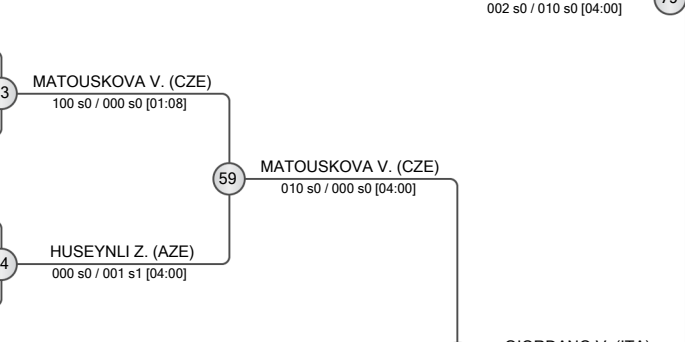 002 s0 / 010 s0 [04:00]
MATOUSKOVA V. (CZE)
100 s0 / 000 s0 [01:08]
59
MATOUSKOVA V. (CZE)
010 s0 / 000 s0 [04:00]
HUSEYNLI Z. (AZE)
000 s0 / 001 s1 [04:00]